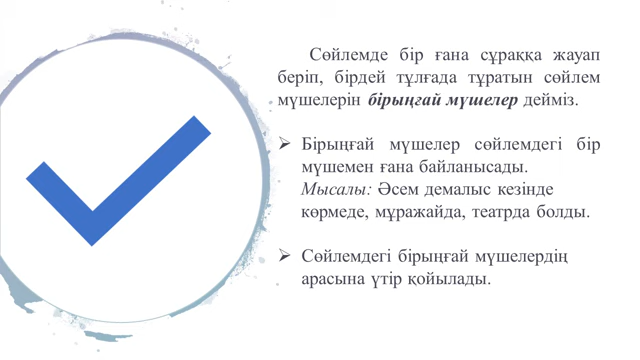 Сөйлемде бір ғана сұраққа жауап
беріп, бірдей тұлғада тұратын сөйлем
мүшелерін бірыңғай мүшелер дейміз.
➢ Бірыңғай мүшелер сөйлемдегі бір
мүшемен ғана байланысады.
Мысалы: Әсем демалыс кезінде
көрмеде, мұражайда, театрда болды.
➢ Сөйлемдегі бірыңғай мүшелердің
арасына үтір қойылады.